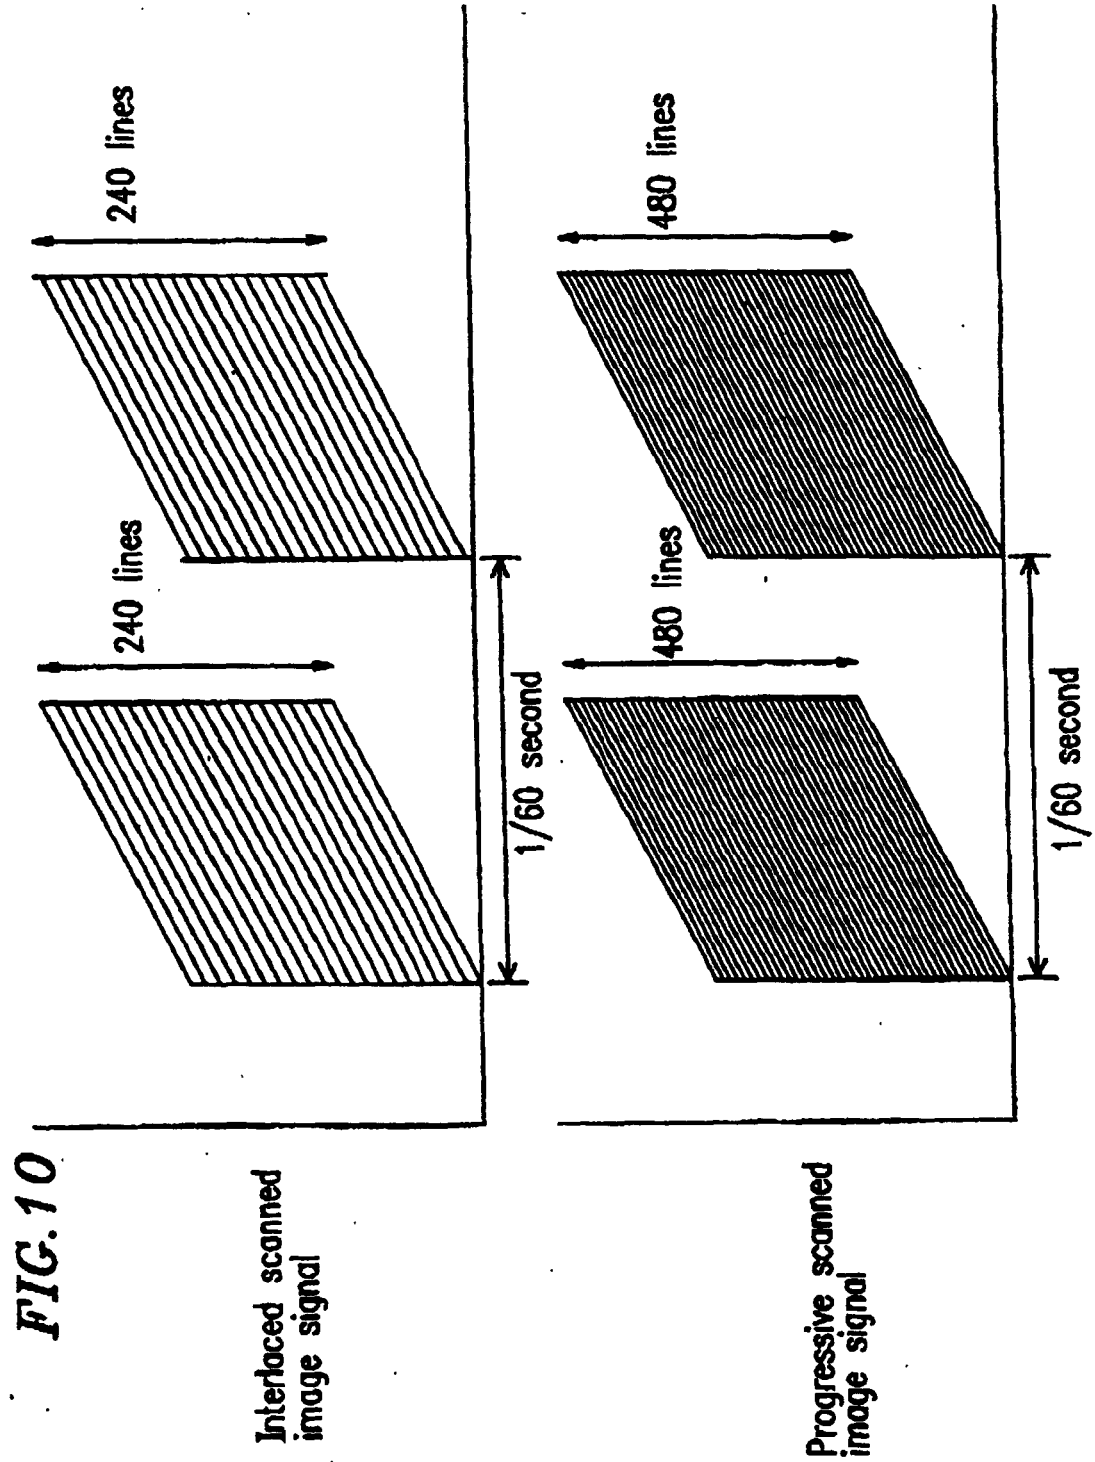 FIG.10
Interlaced scanned
image signal
240 lines
240 lines
1/60 second
Progressive scanned
image signal
480 lines
480 lines
1/60 second